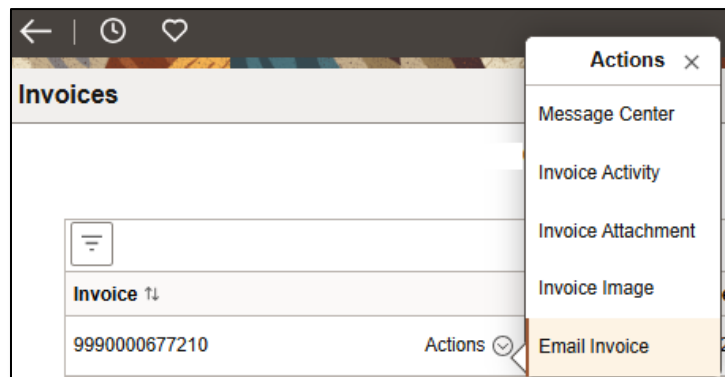 Actions
Invoices
Message Center
Invoice Activity
Invoice Attachment
Invoice Image
Invoice
9990000677210
Actions
Email Invoice